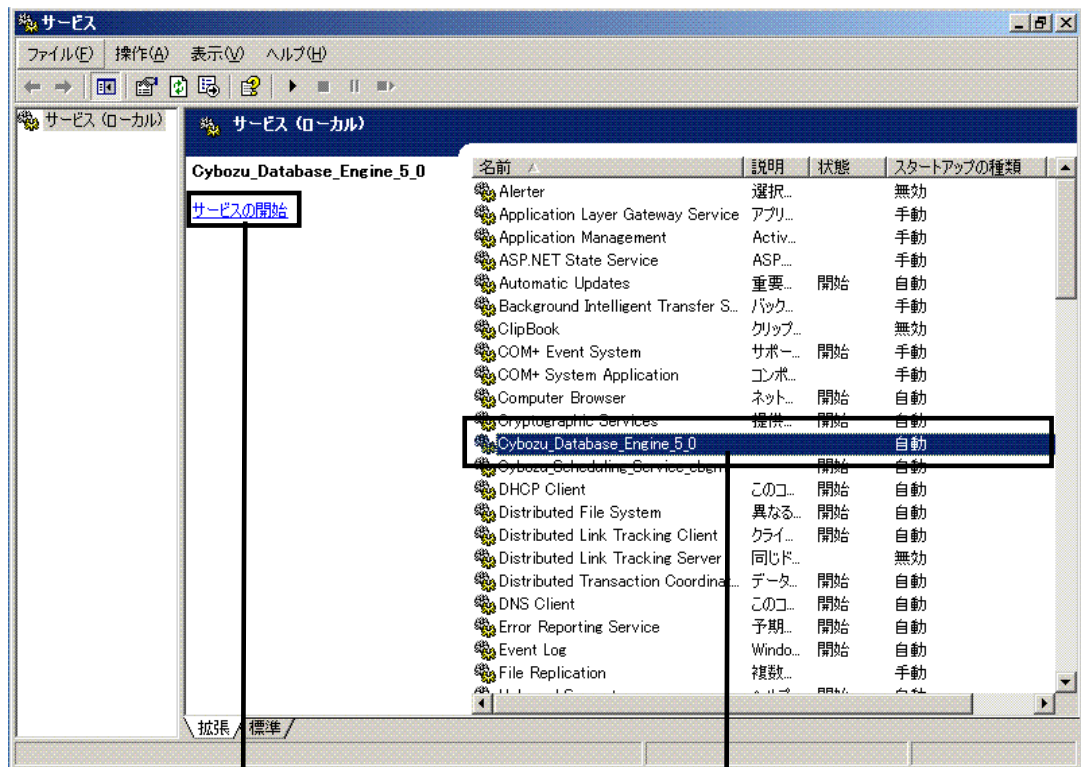 サービス
ファイル(F) 操作(A) 表示(V) ヘルプ(H)
サービス (ローカル)
サービス (ローカル)
Cybozu_Database_Engine_5_0
サービスの開始
名前 説明 状態 スタートアップの種類
Alerter 選択... 無効
Application Layer Gateway Service アプリ... 手動
Application Management Activ... 手動
ASP.NET State Service ASP.... 手動
Automatic Updates 重要... 開始 自動
Background Intelligent Transfer S... バック... 手動
ClipBook クリップ... 無効
COM+ Event System サポー... 開始 手動
COM+ System Application コンポ... 手動
Computer Browser ネット... 開始 自動
Cryptographic Services 提供... 開始 自動
Cybozu_Database_Engine_5_0 自動
Cybozu_Scheduling_Service_cbgrn 開始 自動
DHCP Client このコ... 開始 自動
Distributed File System 異なる... 開始 自動
Distributed Link Tracking Client クライ... 開始 自動
Distributed Link Tracking Server 同じド... 無効
Distributed Transaction Coordinat... データ... 開始 自動
DNS Client このコ... 開始 自動
Error Reporting Service 予期... 開始 自動
Event Log Windo... 開始 自動
File Replication 複数... 手動
拡張 標準